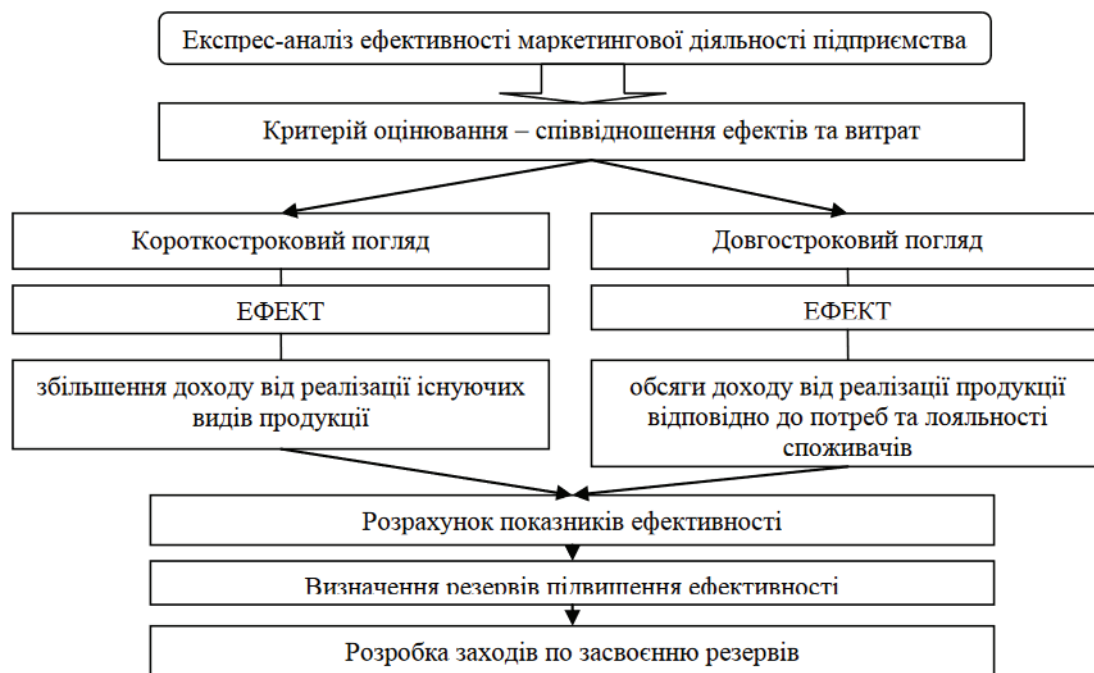 Експрес-аналіз ефективності маркетингової діяльності підприємства
Критерій оцінювання – співвідношення ефектів та витрат
Короткостроковий погляд
Довгостроковий погляд
ЕФЕКТ
ЕФЕКТ
збільшення доходу від реалізації існуючих
видів продукції
обсяги доходу від реалізації продукції
відповідно до потреб та лояльності
споживачів
Розрахунок показників ефективності
Визначення резервів підвищення ефективності
Розробка заходів по засвоєнню резервів